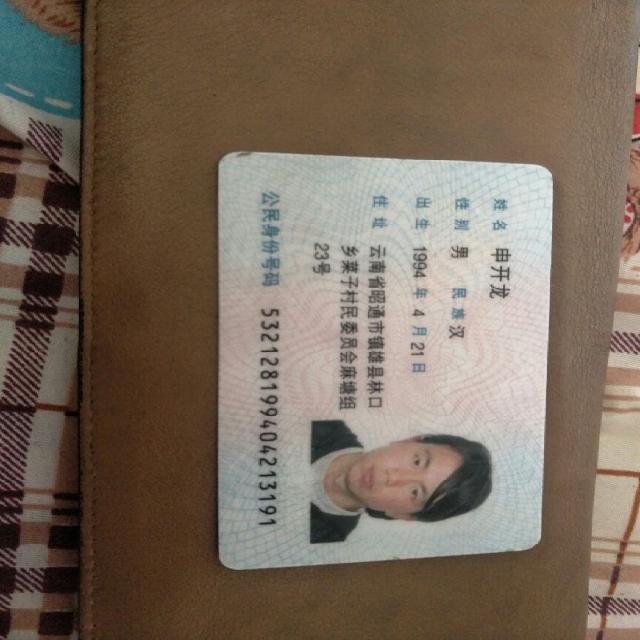 姓名 申开龙
性别 男 民族 汉
出生 1994 年 4 月 21 日
住址 云南省昭通市镇雄县林口
乡 子村民委员会麻塘组
23号
公民身份号码 532128199404213191